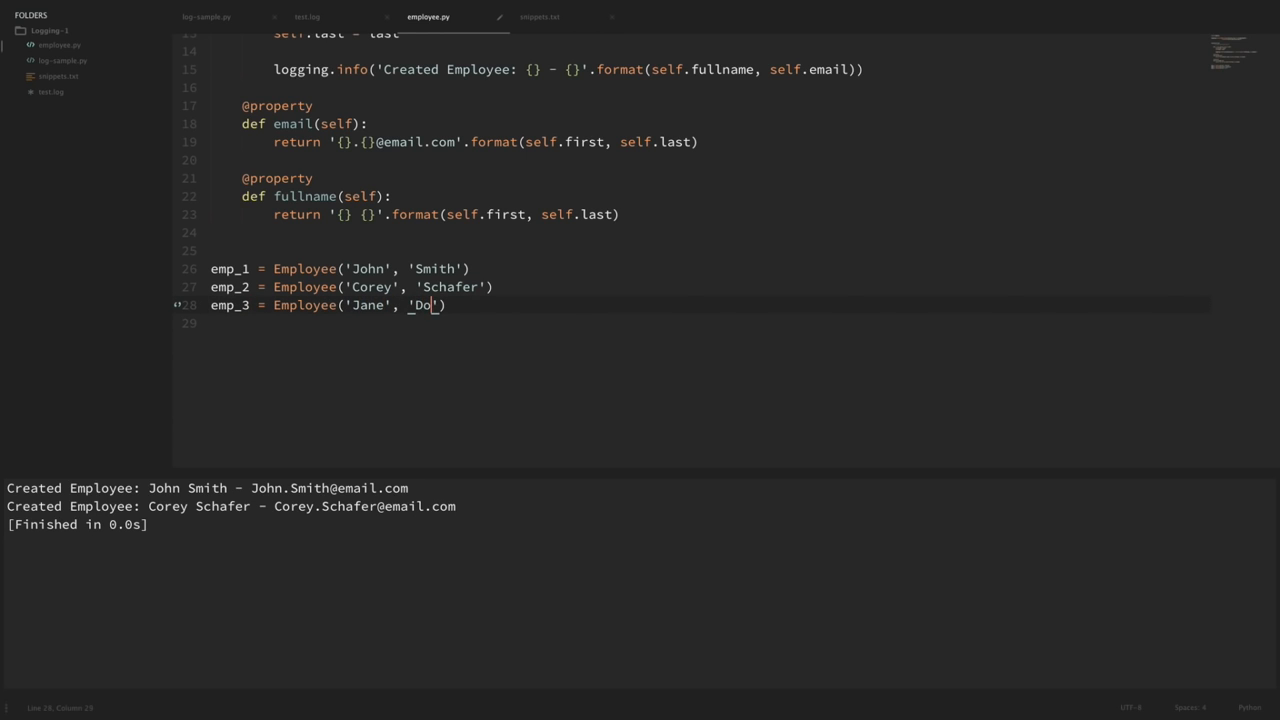 FOLDERS
Logging-1
employee.py
log-sample.py
snippets.txt
test.log
log-sample.py × test.log × employee.py snippets.txt ×
13 self.last = last
14
15 logging.info('Created Employee: {} - {}'.format(self.fullname, self.email))
16
17 @property
18 def email(self):
19 return '{}.{}@email.com'.format(self.first, self.last)
20
21 @property
22 def fullname(self):
23 return '{} {}'.format(self.first, self.last)
24
25
26 emp_1 = Employee('John', 'Smith')
27 emp_2 = Employee('Corey', 'Schafer')
28 emp_3 = Employee('Jane', 'Do')
29
Created Employee: John Smith - John.Smith@email.com
Created Employee: Corey Schafer - Corey.Schafer@email.com
[Finished in 0.0s]
Line 28, Column 29
UTF-8 Spaces: 4 Python